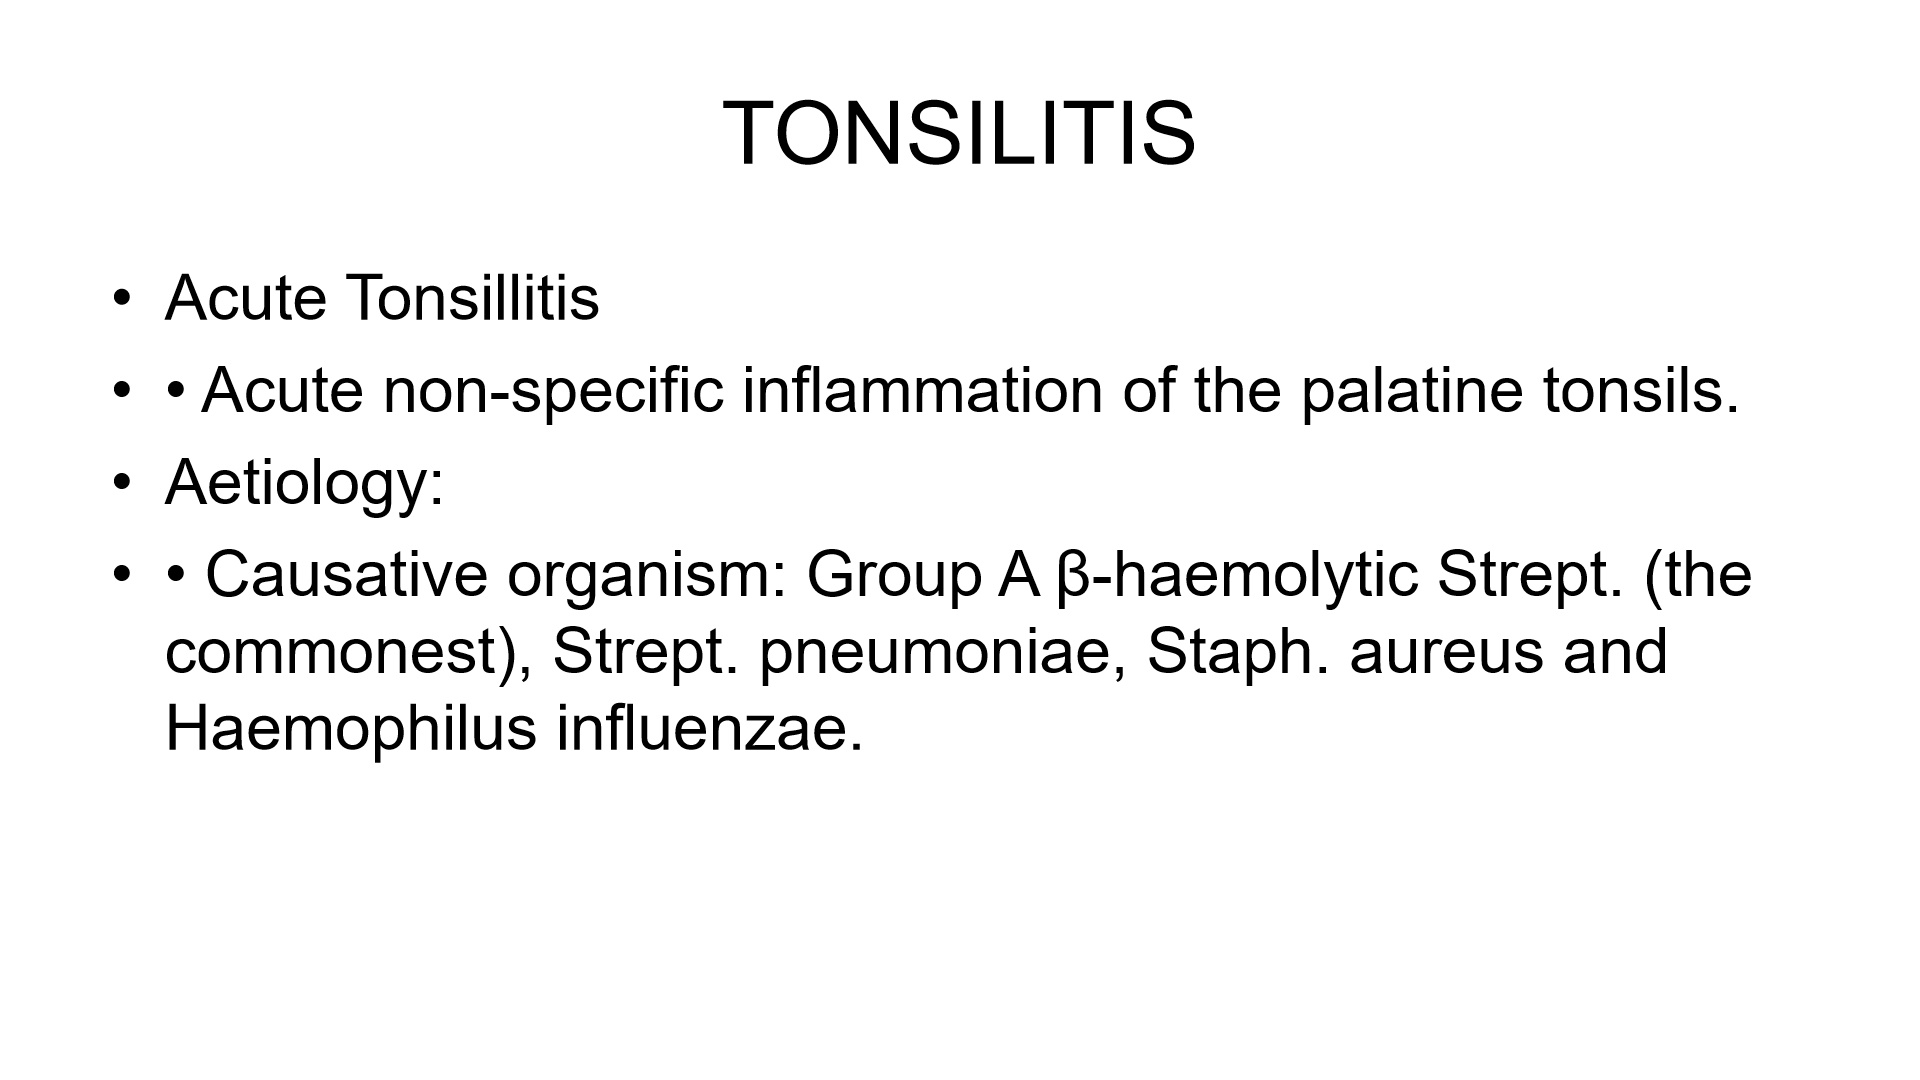 TONSILITIS
• Acute Tonsillitis
• • Acute non-specific inflammation of the palatine tonsils.
• Aetiology:
• • Causative organism: Group A β-haemolytic Strept. (the
commonest), Strept. pneumoniae, Staph. aureus and
Haemophilus influenzae.